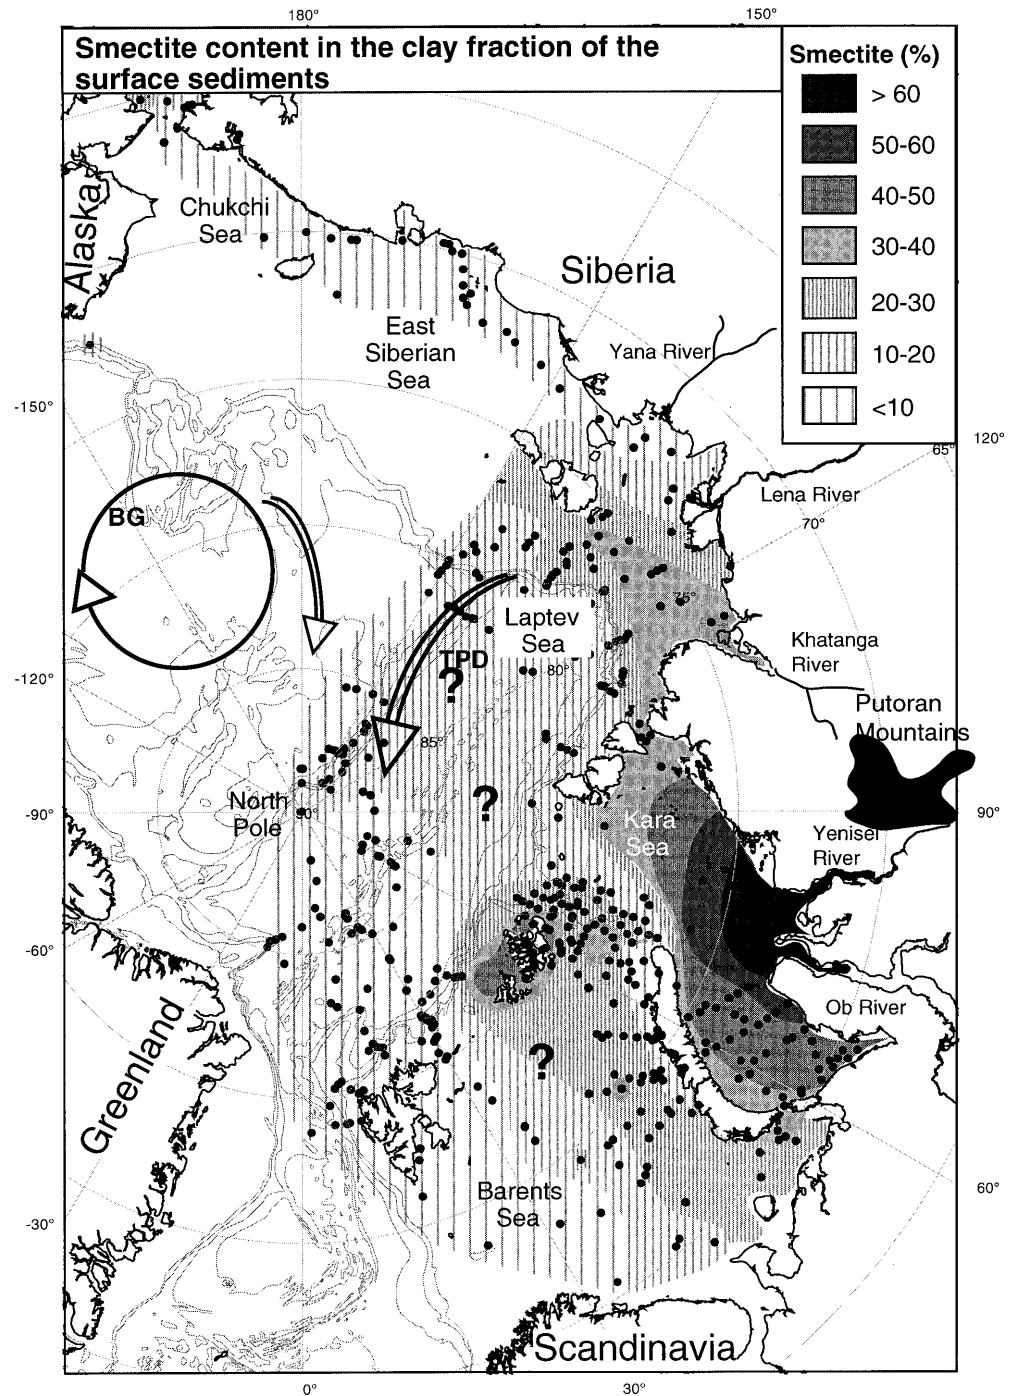 180°
150°
Smectite content in the clay fraction of the
surface sediments
Smectite (%)
> 60
50-60
40-50
30-40
20-30
10-20
<10
Alaska
Chukchi
Sea
Siberia
East
Siberian
Sea
Yana River
-150°
120°
65°
BG
Lena River
70°
75°
Laptev
Sea
Khatanga
River
TPD
?
80°
-120°
Putoran
Mountains
85°
North
Pole
90°
?
-90°
90°
Kara
Sea
Yenisei
River
-60°
Ob River
Greenland
?
Barents
Sea
60°
-30°
Scandinavia
0°
30°